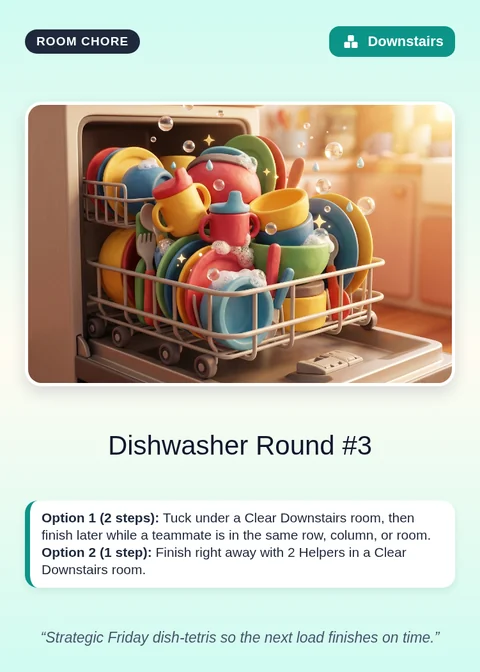 ROOM CHORE
Downstairs
Dishwasher Round #3
Option 1 (2 steps): Tuck under a Clear Downstairs room, then
finish later while a teammate is in the same row, column, or room.
Option 2 (1 step): Finish right away with 2 Helpers in a Clear
Downstairs room.
“Strategic Friday dish-tetris so the next load finishes on time.”